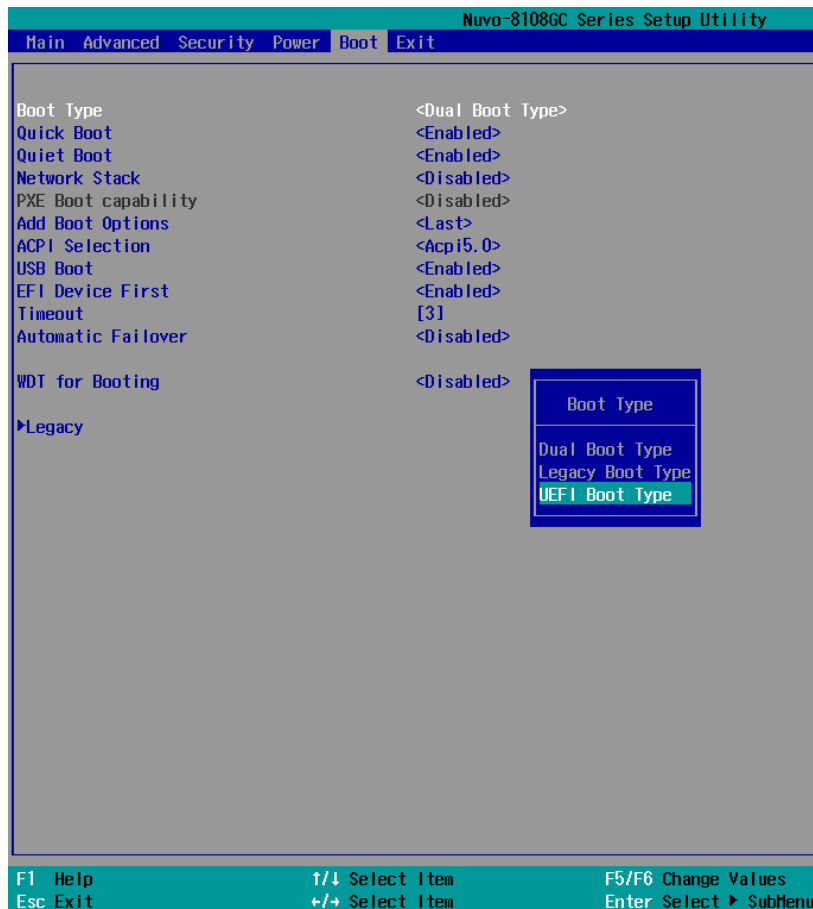 Nuvo-8108GC Series Setup Utility
Main Advanced Security Power Boot Exit
Boot Type <Dual Boot Type>
Quick Boot <Enabled>
Quiet Boot <Enabled>
Network Stack <Disabled>
PXE Boot capability <Disabled>
Add Boot Options <Last>
ACPI Selection <Acpi5.0>
USB Boot <Enabled>
EFI Device First <Enabled>
Timeout [3]
Automatic Failover <Disabled>
WDT for Booting <Disabled>
▶Legacy
Boot Type
Dual Boot Type
Legacy Boot Type
UEFI Boot Type
F1 Help ↑/↓ Select Item F5/F6 Change Values
Esc Exit ←/→ Select Item Enter Select ▶ SubMenu